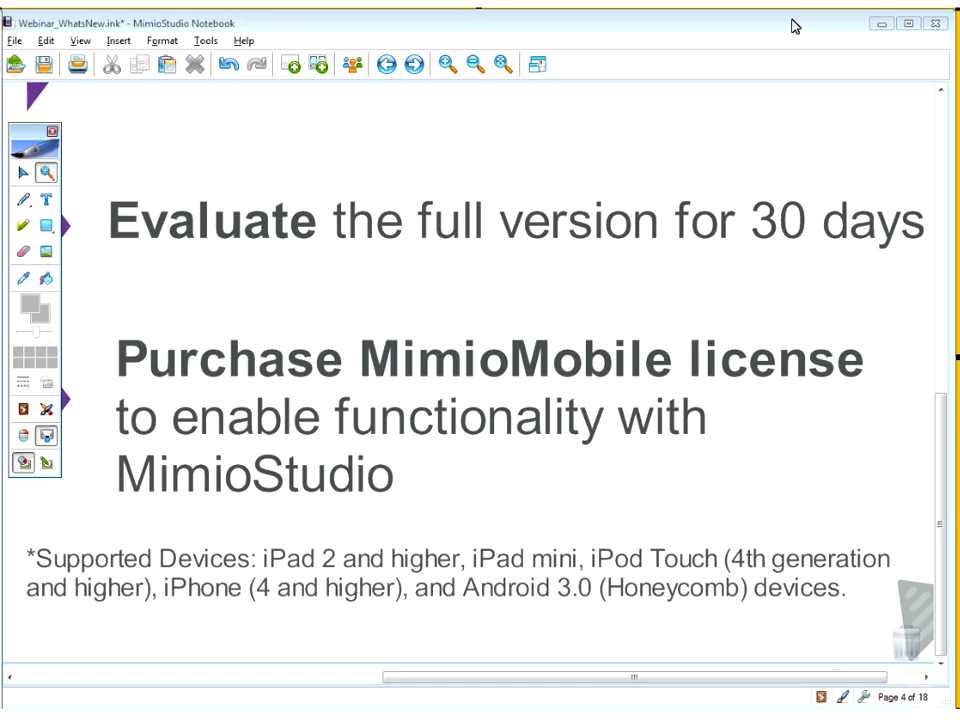 Webinar_WhatsNew.ink* - MimioStudio Notebook
File Edit View Insert Format Tools Help
Evaluate the full version for 30 days
Purchase MimioMobile license
to enable functionality with
MimioStudio
*Supported Devices: iPad 2 and higher, iPad mini, iPod Touch (4th generation
and higher), iPhone (4 and higher), and Android 3.0 (Honeycomb) devices.
Page 4 of 18